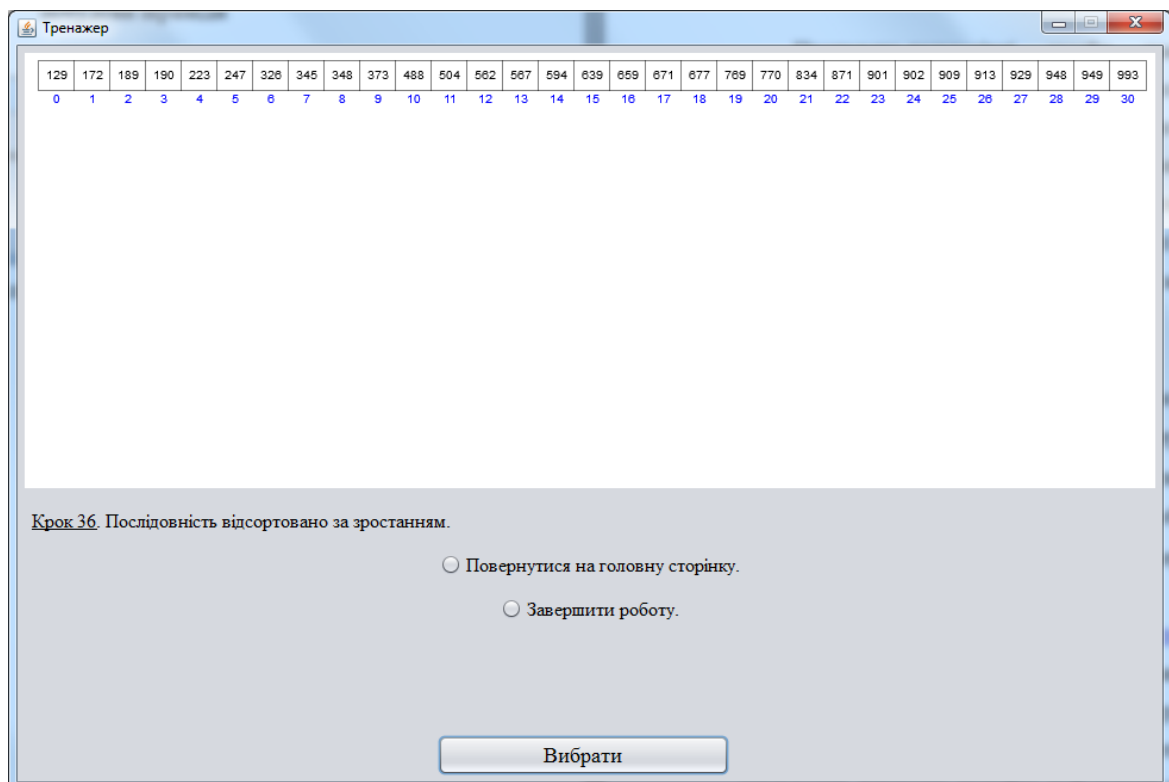 Тренажер
129 172 189 190 223 247 326 345 348 373 488 504 562 567 594 639 659 671 677 769 770 834 871 901 902 909 913 929 948 949 993
0 1 2 3 4 5 6 7 8 9 10 11 12 13 14 15 16 17 18 19 20 21 22 23 24 25 26 27 28 29 30
Крок 36. Послідовність відсортовано за зростанням.
Повернутися на головну сторінку.
Завершити роботу.
Вибрати